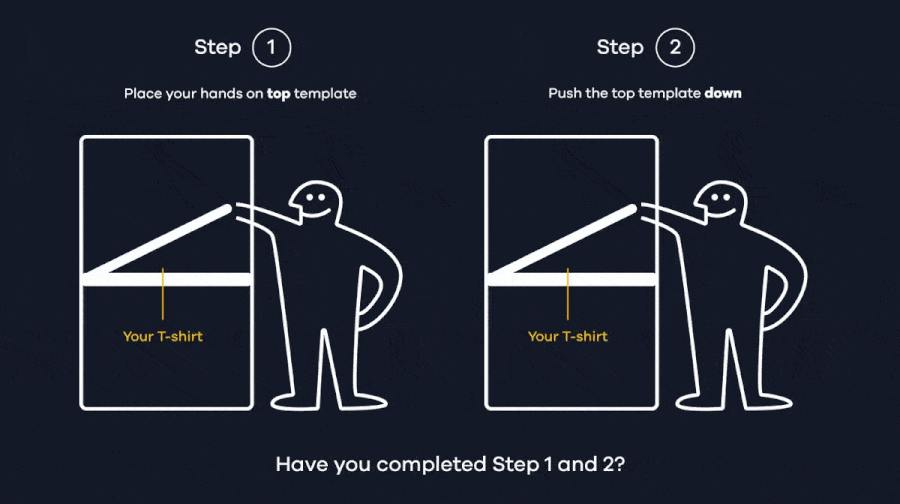 Step 1
Place your hands on top template
Your T-shirt
Step 2
Push the top template down
Your T-shirt
Have you completed Step 1 and 2?